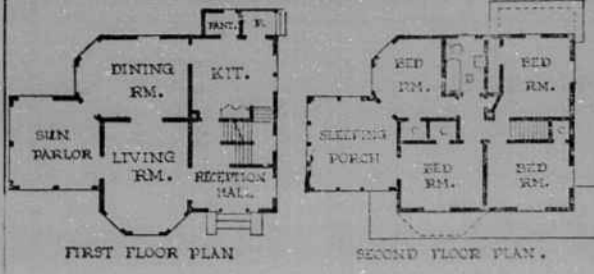 PANT.
DINING
RM.
KIT.
SUN
PARLOR
LIVING
RM.
RECEPTION
HALL
FIRST FLOOR PLAN
BED
RM.
BED
RM.
SLEEPING
PORCH
BED
RM.
BED
RM.
SECOND FLOOR PLAN.